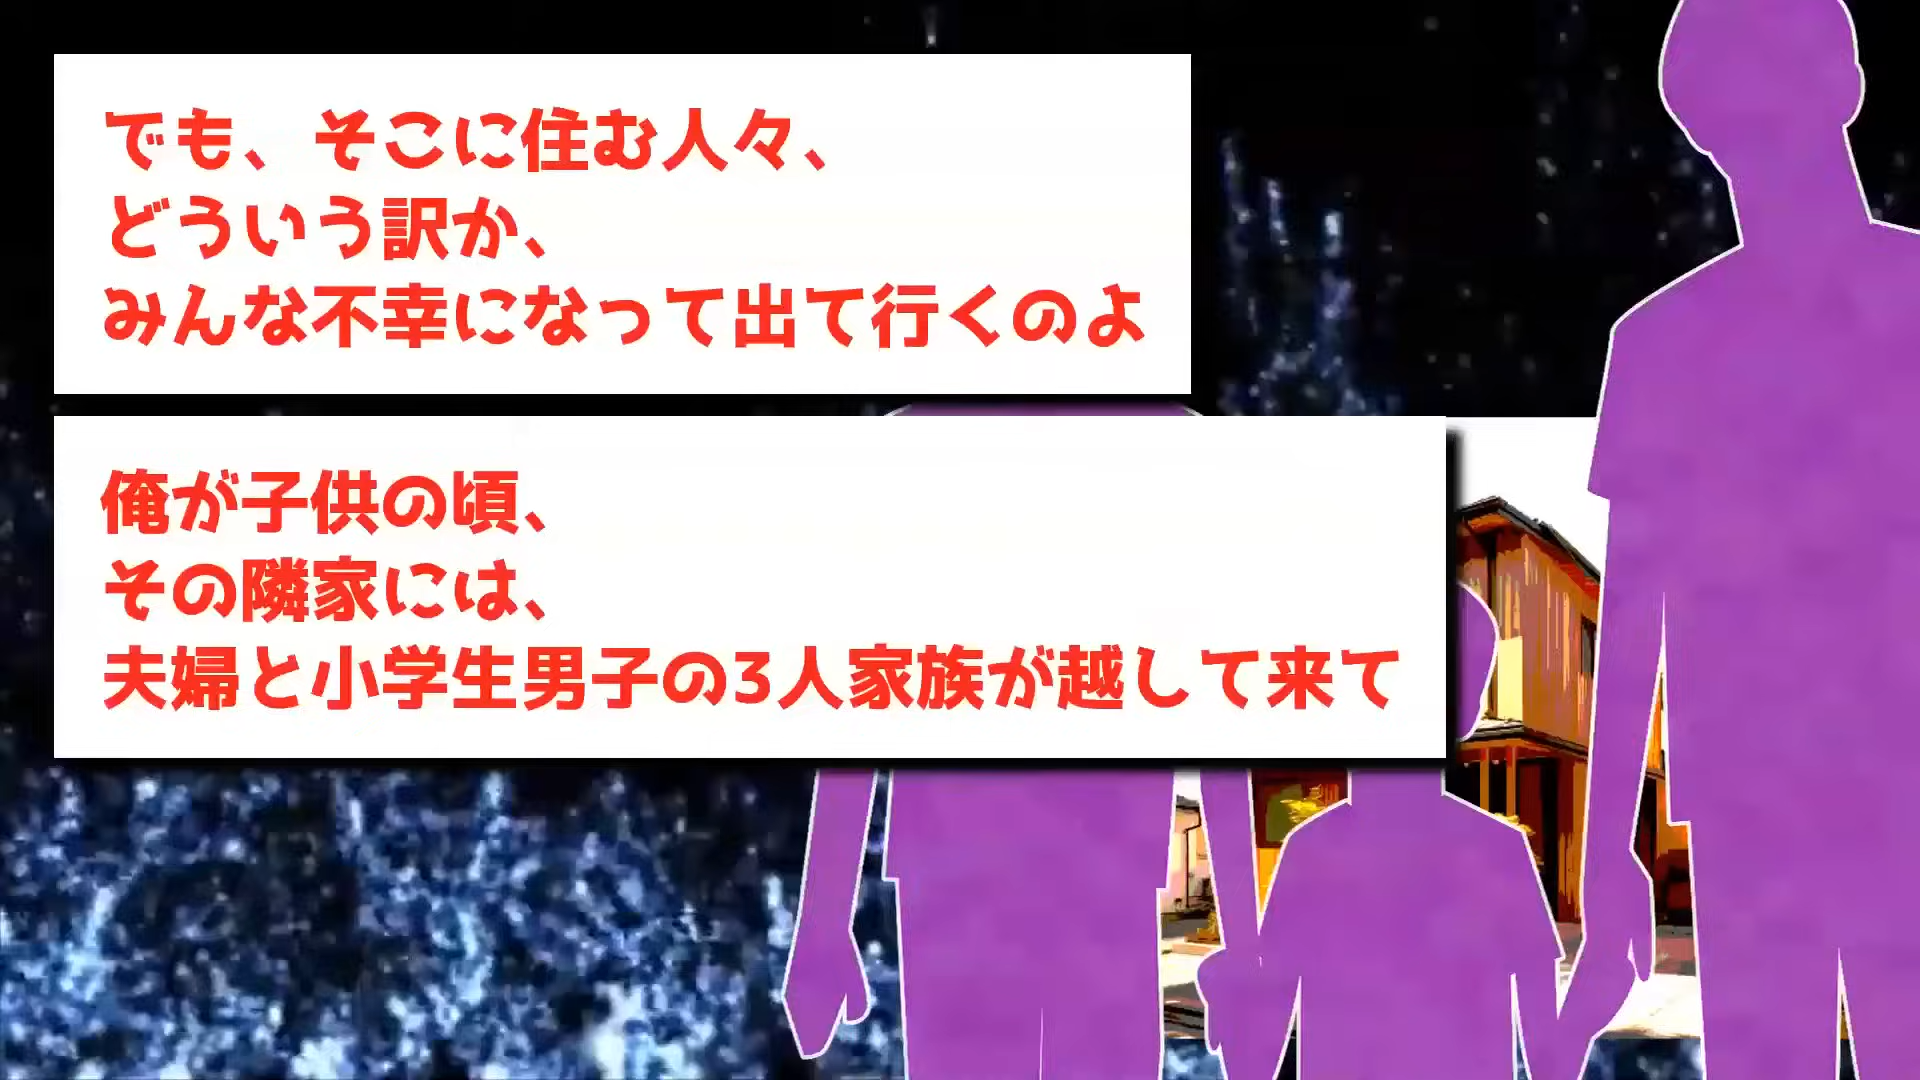 でも、そこに住む人々、
どういう訳か、
みんな不幸になって出て行くのよ
俺が子供の頃、
その隣家には、
夫婦と小学生男子の3人家族が越して来て